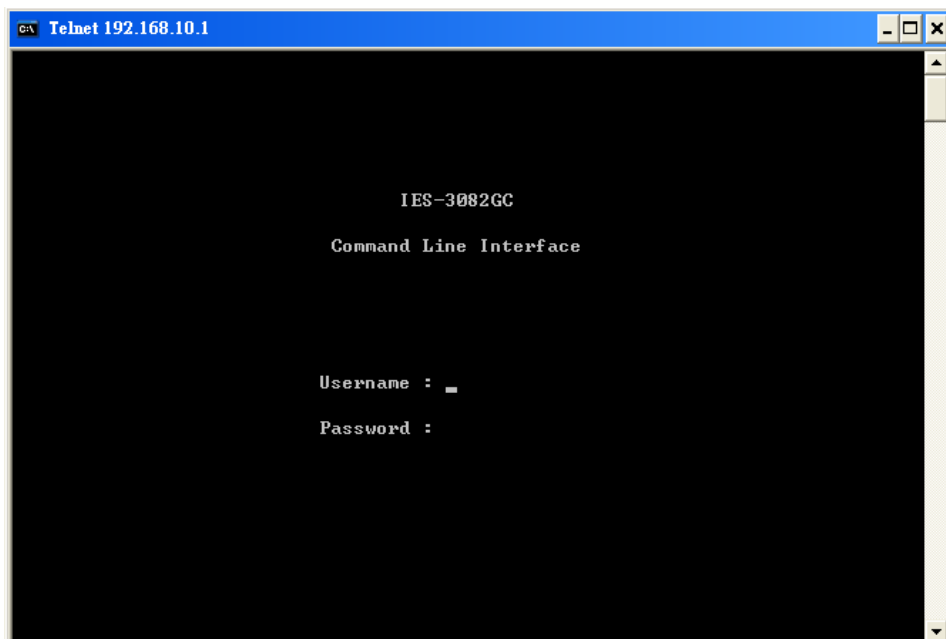 C:\ Telnet 192.168.10.1
IES-3082GC
Command Line Interface
Username : _
Password :